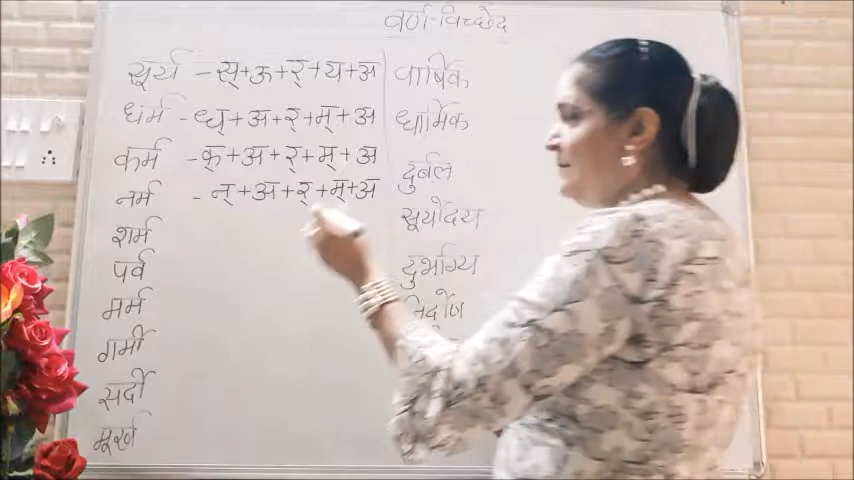 वर्ण-विच्छेद
सूर्य - स्+ऊ+र्+य+अ
धर्म - ध्+अ+र्+म्+अ
कर्म - क्+अ+र्+म्+अ
नर्म - न्+अ+र्+म्+अ
शर्म
पर्व
मर्म
गर्मी
सर्दी
मूर्ख
वार्षिक
धार्मिक
दुर्बल
सूर्योदय
दुर्भाग्य